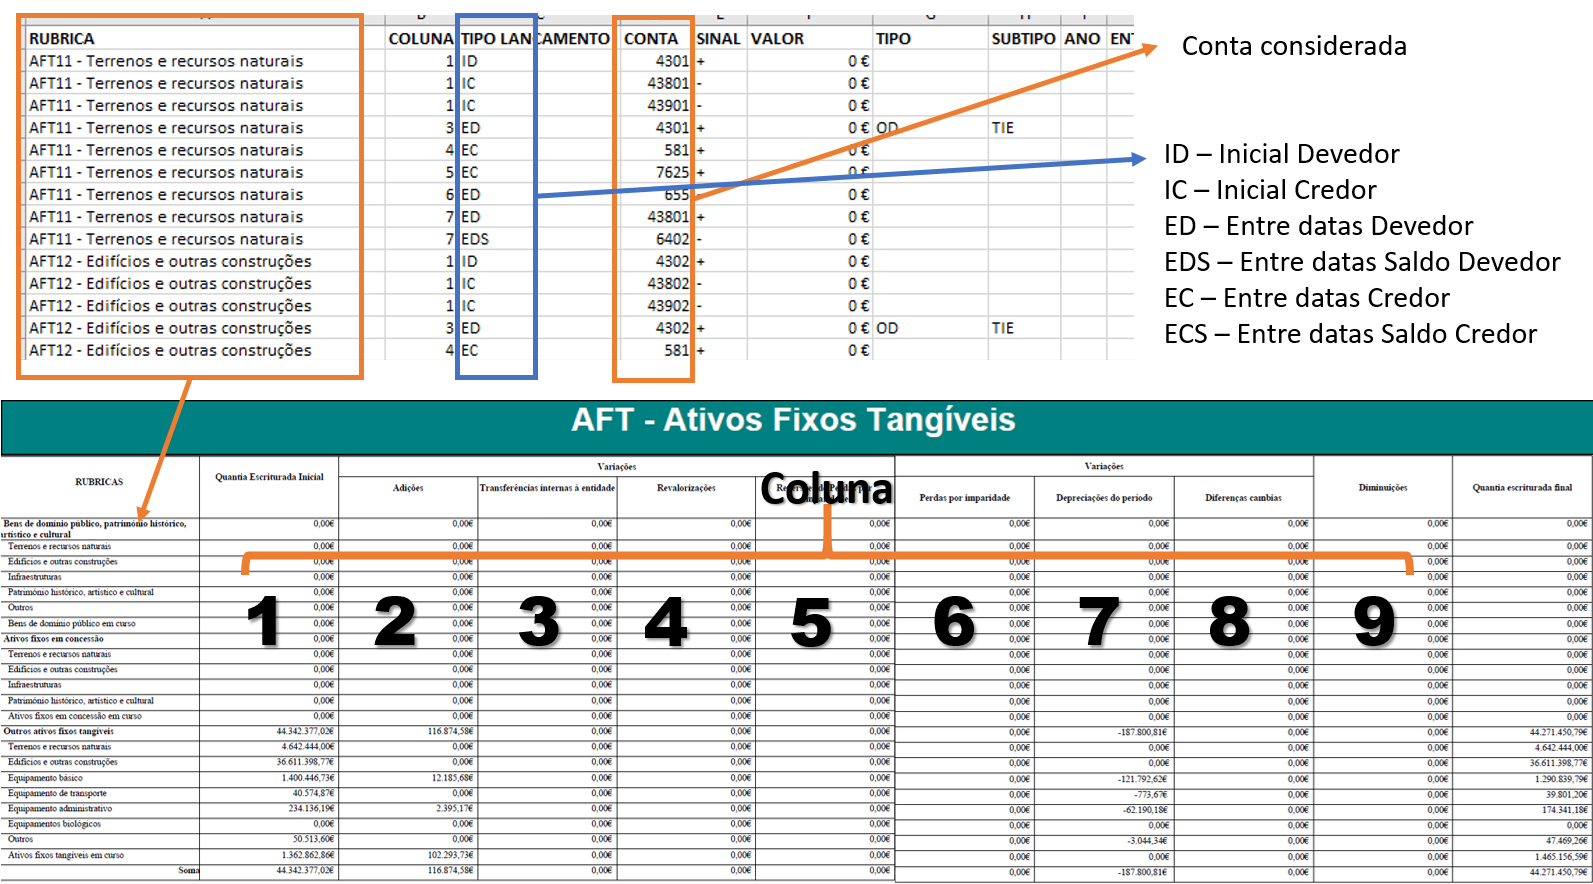 RUBRICA COLUNA TIPO LANCAMENTO CONTA SINAL VALOR TIPO SUBTIPO ANO
AFT11 - Terrenos e recursos naturais 1 ID 4301 + 0 €
AFT11 - Terrenos e recursos naturais 1 IC 43801 - 0 €
AFT11 - Terrenos e recursos naturais 1 IC 43901 - 0 €
AFT11 - Terrenos e recursos naturais 3 ED 4301 + 0 € OD TIE
AFT11 - Terrenos e recursos naturais 4 EC 581 + 0 €
AFT11 - Terrenos e recursos naturais 5 EC 7625 + 0 €
AFT11 - Terrenos e recursos naturais 6 ED 655 - 0 €
AFT11 - Terrenos e recursos naturais 7 ED 43801 + 0 €
AFT11 - Terrenos e recursos naturais 7 EDS 6402 - 0 €
AFT12 - Edifícios e outras construções 1 ID 4302 + 0 €
AFT12 - Edifícios e outras construções 1 IC 43802 - 0 €
AFT12 - Edifícios e outras construções 1 IC 43902 - 0 €
AFT12 - Edifícios e outras construções 3 ED 4302 + 0 € OD TIE
AFT12 - Edifícios e outras construções 4 EC 581 + 0 €
Conta considerada
ID – Inicial Devedor
IC – Inicial Credor
ED – Entre datas Devedor
EDS – Entre datas Saldo Devedor
EC – Entre datas Credor
ECS – Entre datas Saldo Credor
AFT - Ativos Fixos Tangíveis
Variações Variações
RUBRICAS Quantia Escriturada Inicial Adições Transferências internas à entidade Revalorizações Perdas por imparidade Depreciações do período Diferenças cambias Diminuições Quantia escriturada final
Coluna
Bens de domínio público, património histórico, 0,00€ 0,00€ 0,00€ 0,00€ 0,00€ 0,00€ 0,00€ 0,00€ 0,00€ 0,00€
artístico e cultural
Terrenos e recursos naturais 0,00€ 0,00€ 0,00€ 0,00€ 0,00€ 0,00€ 0,00€ 0,00€ 0,00€ 0,00€
Edifícios e outras construções 0,00€ 0,00€ 0,00€ 0,00€ 0,00€ 0,00€ 0,00€ 0,00€ 0,00€ 0,00€
Infraestruturas 0,00€ 0,00€ 0,00€ 0,00€ 0,00€ 0,00€ 0,00€ 0,00€ 0,00€ 0,00€
Património histórico, artístico e cultural 0,00€ 0,00€ 0,00€ 0,00€ 0,00€ 0,00€ 0,00€ 0,00€ 0,00€ 0,00€
Outros 0,00€ 0,00€ 0,00€ 0,00€ 0,00€ 0,00€ 0,00€ 0,00€ 0,00€ 0,00€
1 2 3 4 5 6 7 8 9
Bens de domínio público em curso 0,00€ 0,00€ 0,00€ 0,00€ 0,00€ 0,00€ 0,00€ 0,00€ 0,00€ 0,00€
Ativos fixos em concessão 0,00€ 0,00€ 0,00€ 0,00€ 0,00€ 0,00€ 0,00€ 0,00€ 0,00€ 0,00€
Terrenos e recursos naturais 0,00€ 0,00€ 0,00€ 0,00€ 0,00€ 0,00€ 0,00€ 0,00€ 0,00€ 0,00€
Edifícios e outras construções 0,00€ 0,00€ 0,00€ 0,00€ 0,00€ 0,00€ 0,00€ 0,00€ 0,00€ 0,00€
Infraestruturas 0,00€ 0,00€ 0,00€ 0,00€ 0,00€ 0,00€ 0,00€ 0,00€ 0,00€ 0,00€
Património histórico, artístico e cultural 0,00€ 0,00€ 0,00€ 0,00€ 0,00€ 0,00€ 0,00€ 0,00€ 0,00€ 0,00€
Ativos fixos em concessão em curso 0,00€ 0,00€ 0,00€ 0,00€ 0,00€ 0,00€ 0,00€ 0,00€ 0,00€ 0,00€
Outros ativos fixos tangíveis 44.342.377,02€ 116.874,58€ 0,00€ 0,00€ 0,00€ 0,00€ -187.800,81€ 0,00€ 0,00€ 44.271.450,79€
Terrenos e recursos naturais 4.642.444,00€ 0,00€ 0,00€ 0,00€ 0,00€ 0,00€ 0,00€ 0,00€ 0,00€ 4.642.444,00€
Edifícios e outras construções 36.611.398,77€ 0,00€ 0,00€ 0,00€ 0,00€ 0,00€ 0,00€ 0,00€ 0,00€ 36.611.398,77€
Equipamento básico 1.400.446,73€ 12.185,68€ 0,00€ 0,00€ 0,00€ 0,00€ -121.792,62€ 0,00€ 0,00€ 1.290.839,79€
Equipamento de transporte 40.574,87€ 0,00€ 0,00€ 0,00€ 0,00€ 0,00€ -773,67€ 0,00€ 0,00€ 39.801,20€
Equipamento administrativo 234.136,19€ 2.395,17€ 0,00€ 0,00€ 0,00€ 0,00€ -62.190,18€ 0,00€ 0,00€ 174.341,18€
Equipamentos biológicos 0,00€ 0,00€ 0,00€ 0,00€ 0,00€ 0,00€ 0,00€ 0,00€ 0,00€ 0,00€
Outros 50.513,60€ 0,00€ 0,00€ 0,00€ 0,00€ 0,00€ -3.044,34€ 0,00€ 0,00€ 47.469,26€
Ativos fixos tangíveis em curso 1.362.862,86€ 102.293,73€ 0,00€ 0,00€ 0,00€ 0,00€ 0,00€ 0,00€ 0,00€ 1.465.156,59€
Soma 44.342.377,02€ 116.874,58€ 0,00€ 0,00€ 0,00€ 0,00€ -187.800,81€ 0,00€ 0,00€ 44.271.450,79€